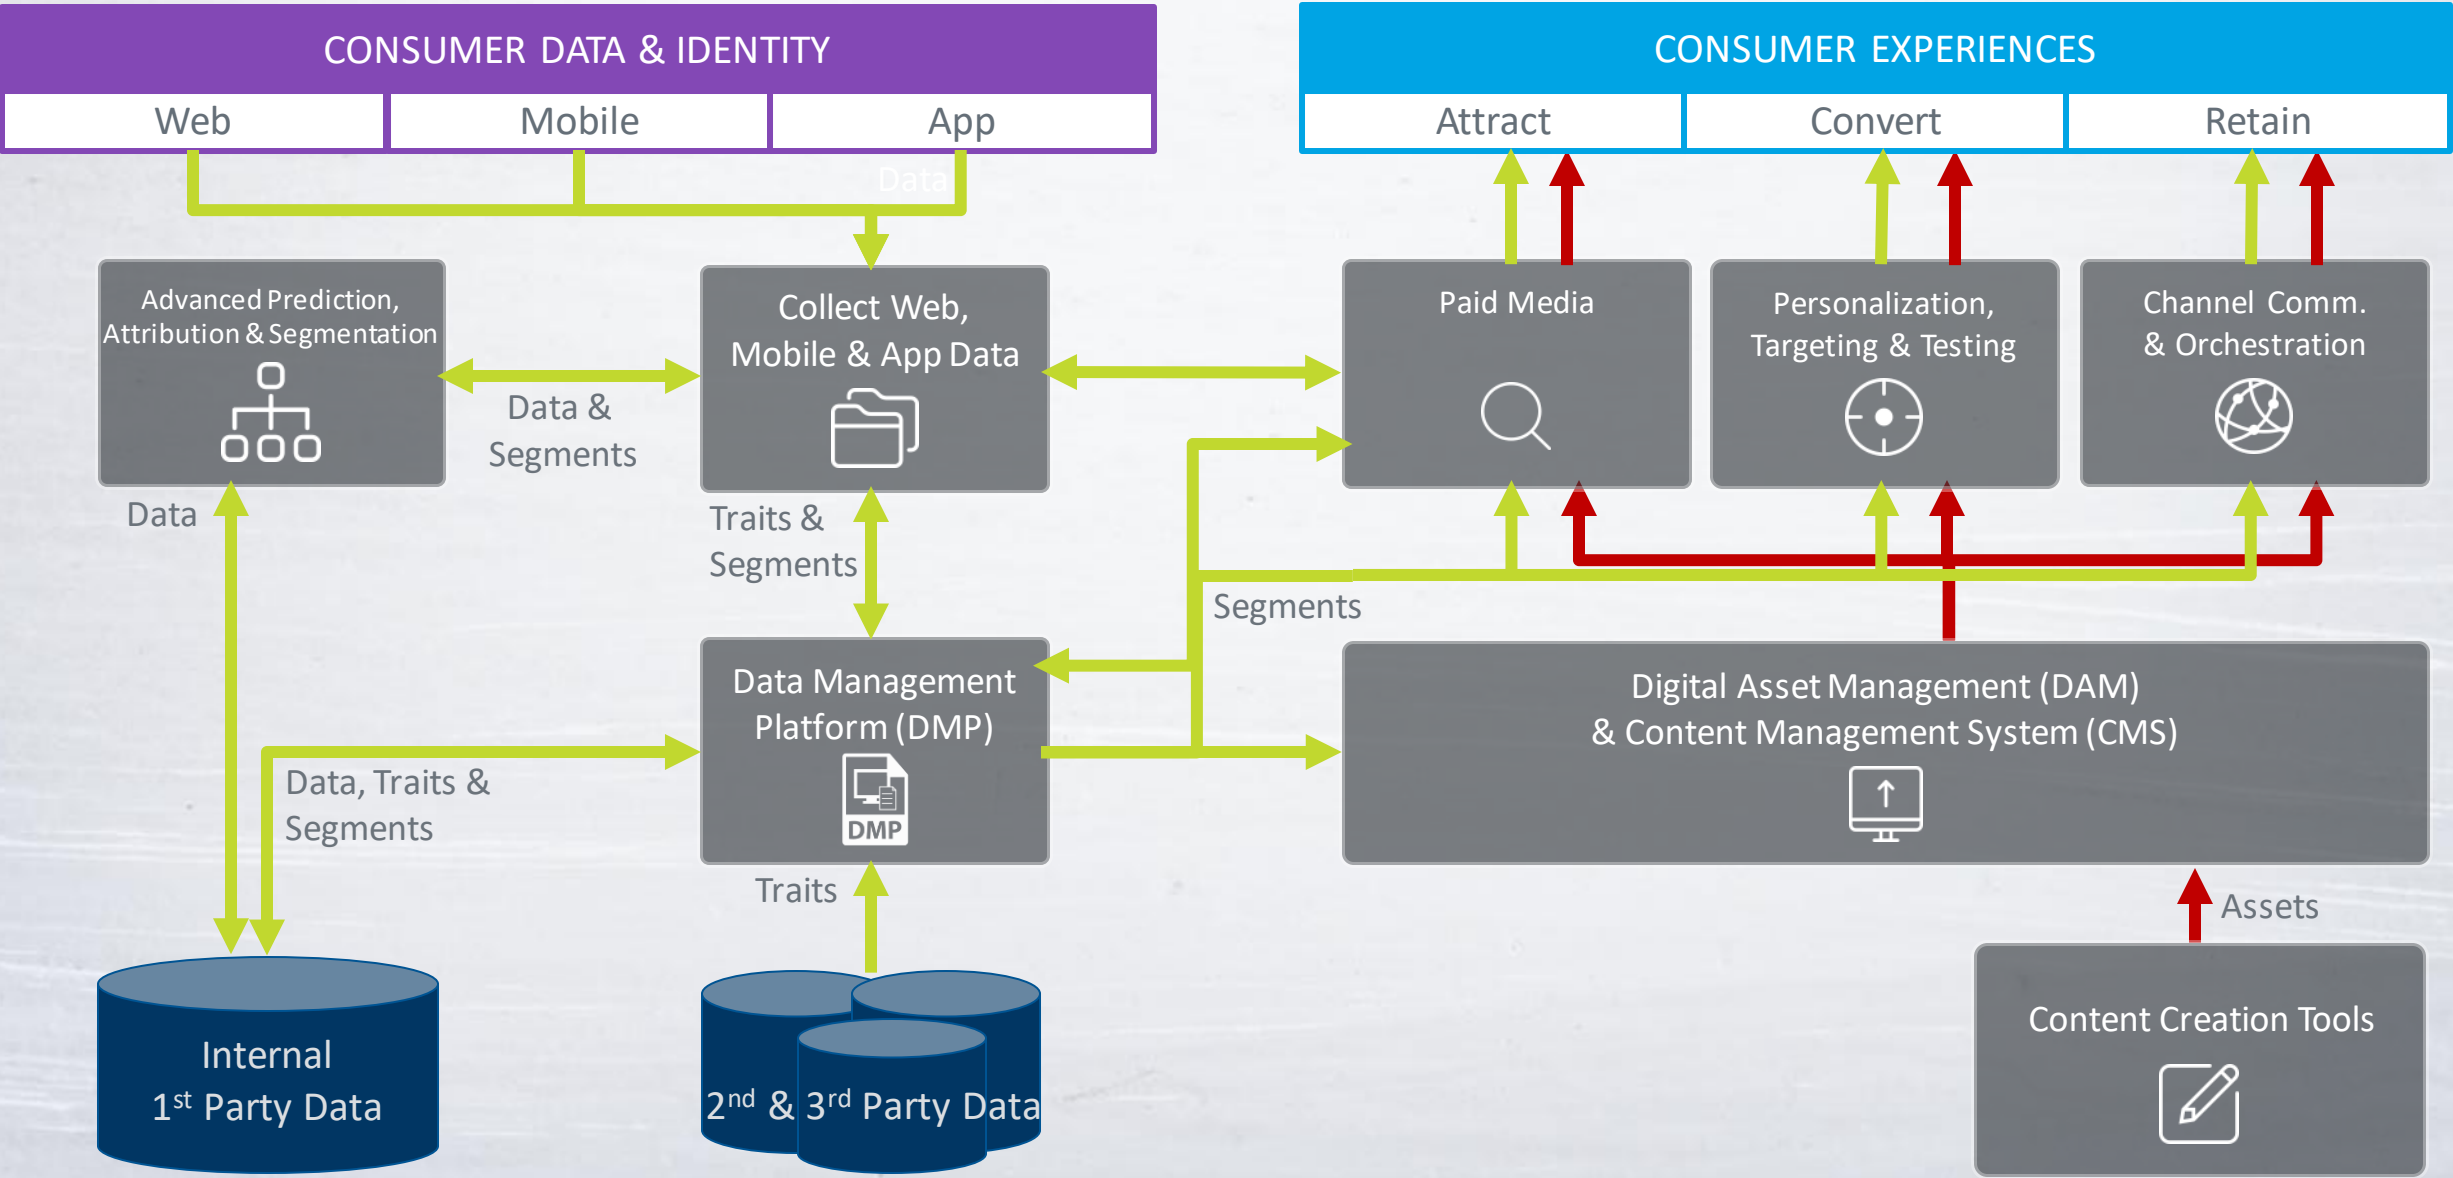 CONSUMER DATA & IDENTITY
Web
Mobile
App
Data
CONSUMER EXPERIENCES
Attract
Convert
Retain
Advanced Prediction,
Attribution & Segmentation
Data &
Segments
Collect Web,
Mobile & App Data
Paid Media
Personalization,
Targeting & Testing
Channel Comm.
& Orchestration
Data
Traits &
Segments
Segments
Data Management
Platform (DMP)
DMP
Digital Asset Management (DAM)
& Content Management System (CMS)
Data, Traits &
Segments
Traits
Assets
Internal
1st Party Data
2nd & 3rd Party Data
Content Creation Tools